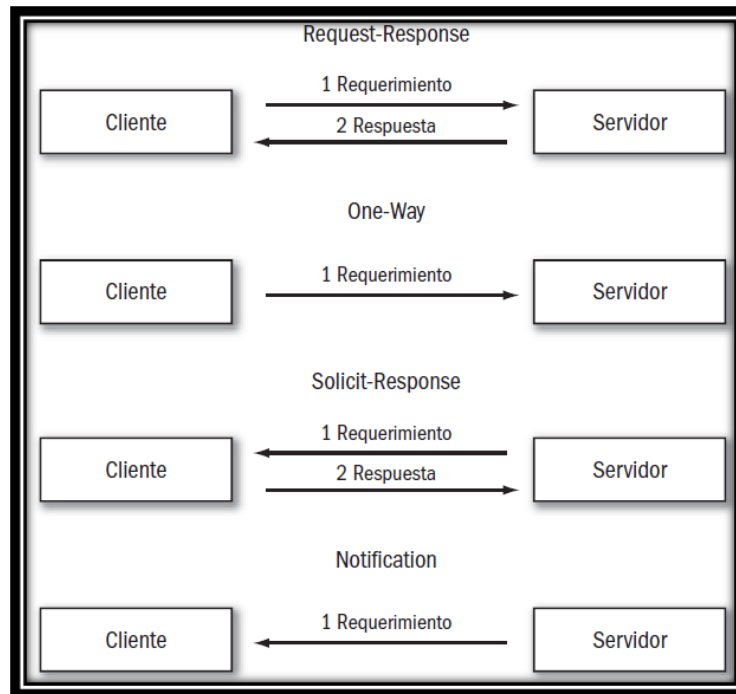 Request-Response
1 Requerimiento
Cliente
2 Respuesta
Servidor
One-Way
Cliente
1 Requerimiento
Servidor
Solicit-Response
1 Requerimiento
Cliente
2 Respuesta
Servidor
Notification
Cliente
1 Requerimiento
Servidor